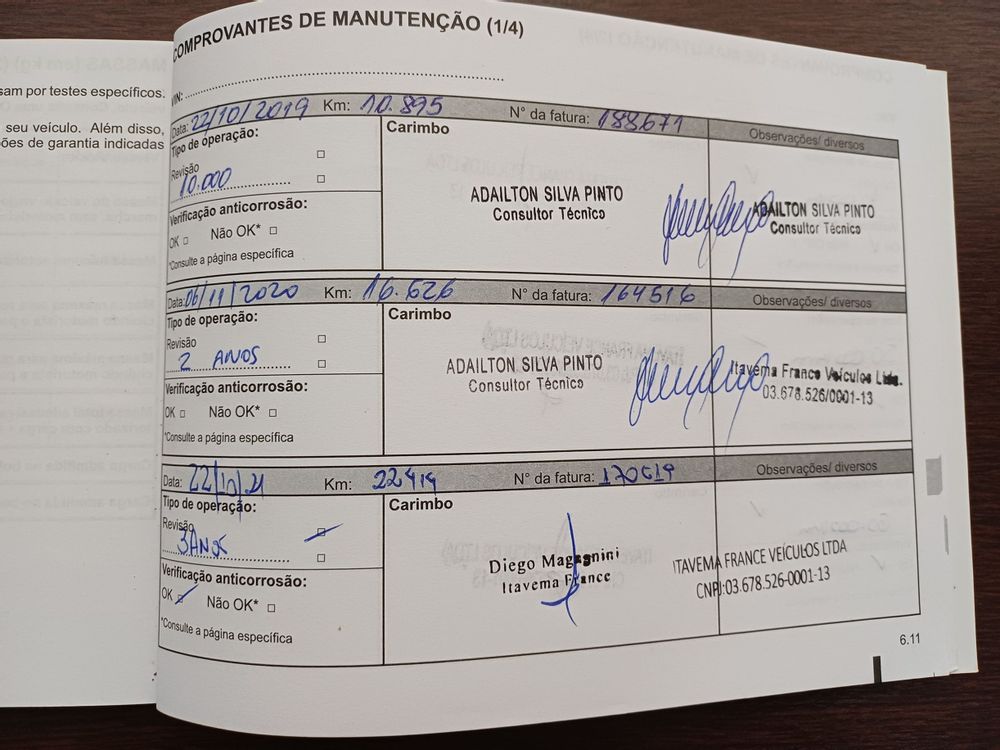 sam por testes específicos.
seu veículo. Além disso,
ões de garantia indicadas
COMPROVANTES DE MANUTENÇÃO (1/4)
VIN:
Data: 22/10/2019 Km: 10.895 N° da fatura: 188671 Observações/ diversos
Tipo de operação:
Revisão
10.000
Verificação anticorrosão:
OK Não OK*
*Consulte a página específica
Carimbo
ADAILTON SILVA PINTO
Consultor Técnico
ADAILTON SILVA PINTO
Consultor Técnico
Data: 06/11/2020 Km: 16.626 N° da fatura: 164516 Observações/ diversos
Tipo de operação:
Revisão
2 ANOS
Verificação anticorrosão:
OK Não OK*
*Consulte a página específica
Carimbo
ADAILTON SILVA PINTO
Consultor Técnico
Itavema France Veículos Ltda.
03.678.526/0001-13
Data: 22/10/21 Km: 22419 N° da fatura: 170619 Observações/ diversos
Tipo de operação:
Revisão
3 ANOS
Verificação anticorrosão:
OK Não OK*
*Consulte a página específica
Carimbo
Diego Magagnini
Itavema France
ITAVEMA FRANCE VEÍCULOS LTDA
CNPJ:03.678.526-0001-13
6.11